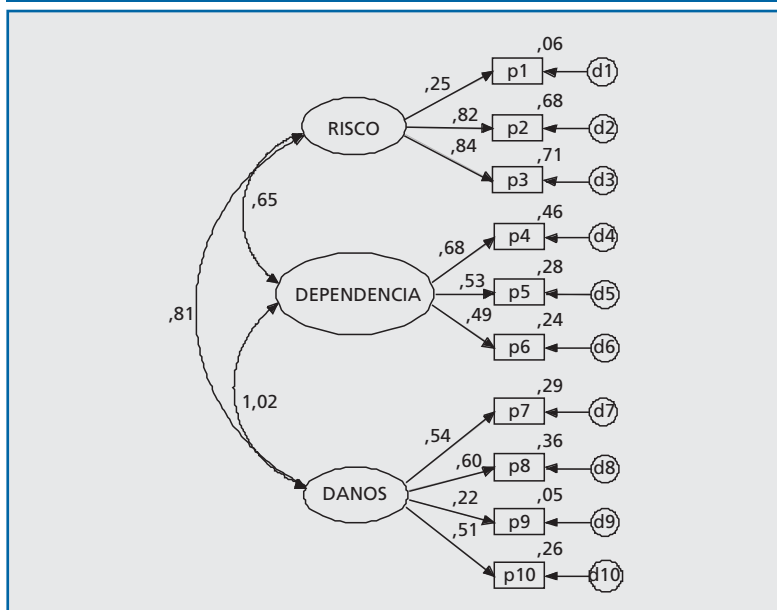 ,06
p1
d1
,25
,68
,82
p2
d2
RISCO
,71
,84
p3
d3
,65
,46
p4
d4
,68
,28
,53
p5
d5
DEPENDENCIA
,49
,24
p6
d6
,81
,29
p7
d7
1,02
,54
,36
,60
p8
d8
DANOS
,22
,05
p9
d9
,51
,26
p10
d10